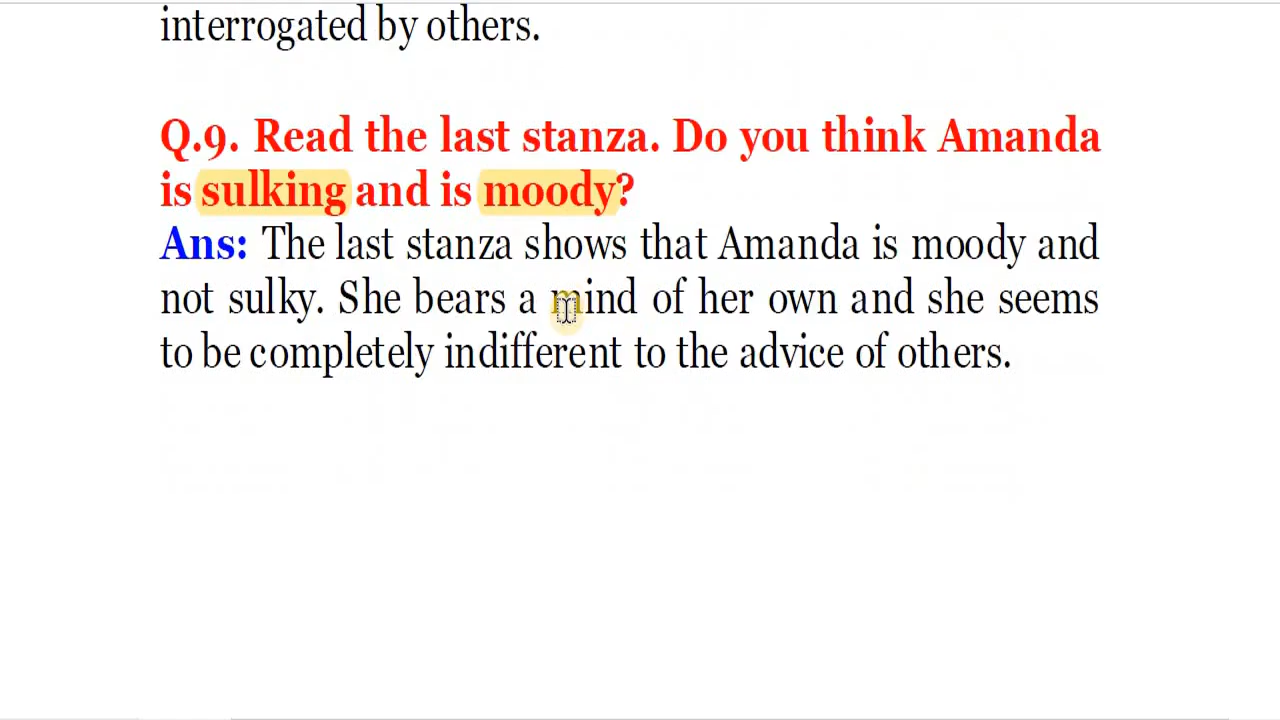 interrogated by others.
Q.9. Read the last stanza. Do you think Amanda
is sulking and is moody?
Ans: The last stanza shows that Amanda is moody and
not sulky. She bears a mind of her own and she seems
to be completely indifferent to the advice of others.